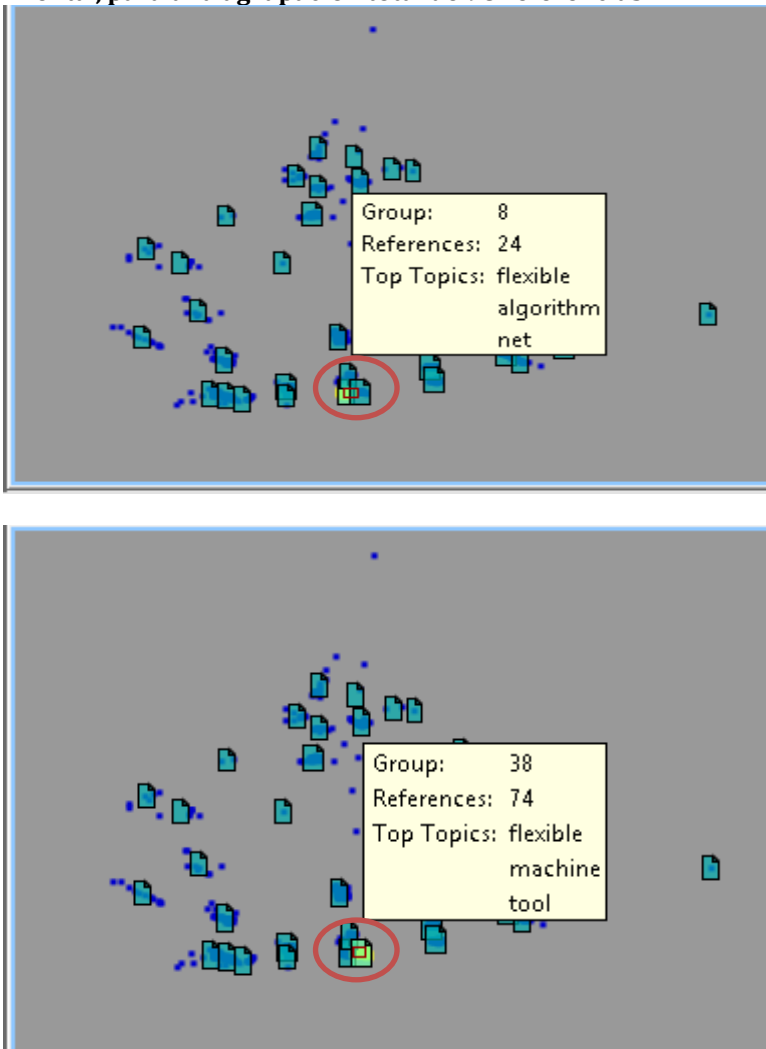 Group: 8
References: 24
Top Topics: flexible
algorithm
net
Group: 38
References: 74
Top Topics: flexible
machine
tool